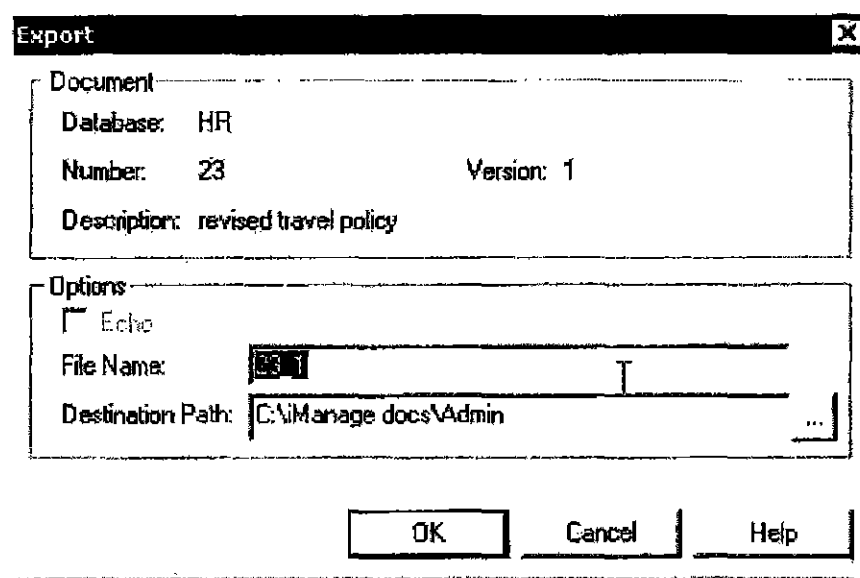 Export
Document
Database: HR
Number: 23 Version: 1
Description: revised travel policy
Options
Echo
File Name:
Destination Path: C:\iManage docs\Admin ...
OK Cancel Help